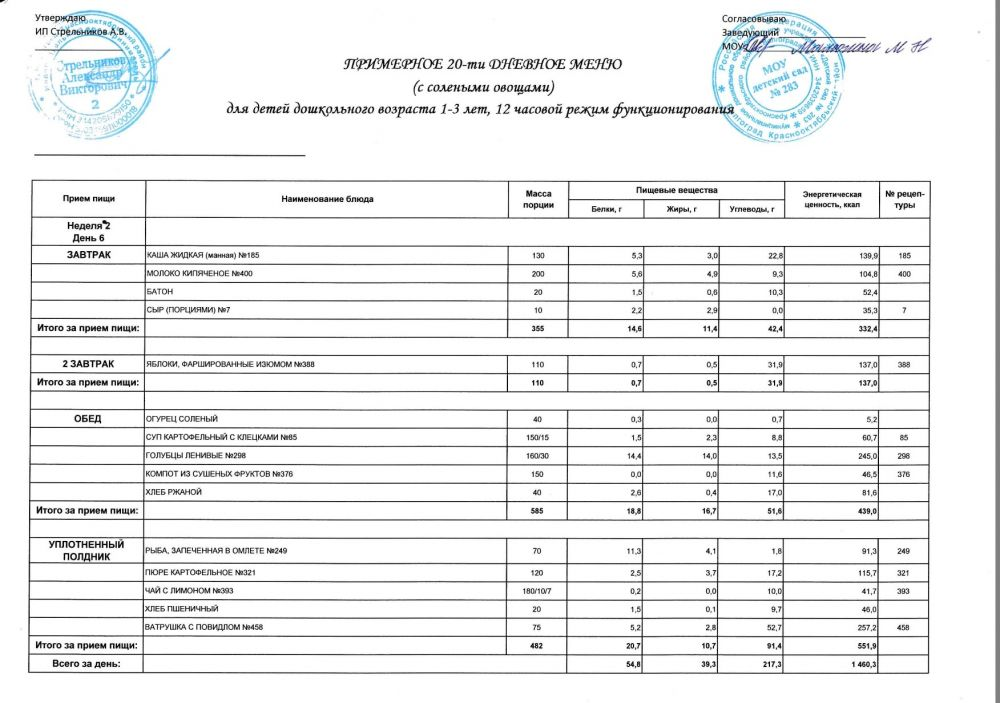 Утверждаю
ИП Стрельников А.В.
Стрельников
Александр
Викторович
2
Согласовываю
Заведующий
МОУ
МОУ
детский сад
№ 283
ПРИМЕРНОЕ 20-ти ДНЕВНОЕ МЕНЮ
(с солеными овощами)
для детей дошкольного возраста 1-3 лет, 12 часовой режим функционирования
Прием пищи Наименование блюда Масса порции Пищевые вещества Энергетическая ценность, ккал № рецеп-туры
Белки, г Жиры, г Углеводы, г
Неделя 2
День 6
ЗАВТРАК КАША ЖИДКАЯ (манная) №185 130 5,3 3,0 22,8 139,9 185
МОЛОКО КИПЯЧЕНОЕ №400 200 5,6 4,9 9,3 104,8 400
БАТОН 20 1,5 0,6 10,3 52,4
СЫР (ПОРЦИЯМИ) №7 10 2,2 2,9 0,0 35,3 7
Итого за прием пищи: 355 14,6 11,4 42,4 332,4
2 ЗАВТРАК ЯБЛОКИ, ФАРШИРОВАННЫЕ ИЗЮМОМ №388 110 0,7 0,5 31,9 137,0 388
Итого за прием пищи: 110 0,7 0,5 31,9 137,0
ОБЕД ОГУРЕЦ СОЛЕНЫЙ 40 0,3 0,0 0,7 5,2
СУП КАРТОФЕЛЬНЫЙ С КЛЕЦКАМИ №65 150/15 1,5 2,3 8,8 60,7 85
ГОЛУБЦЫ ЛЕНИВЫЕ №298 160/30 14,4 14,0 13,5 245,0 298
КОМПОТ ИЗ СУШЕНЫХ ФРУКТОВ №376 150 0,0 0,0 11,6 46,5 376
ХЛЕБ РЖАНОЙ 40 2,6 0,4 17,0 81,6
Итого за прием пищи: 585 18,8 16,7 51,6 439,0
УПЛОТНЕННЫЙ
ПОЛДНИК РЫБА, ЗАПЕЧЕННАЯ В ОМЛЕТЕ №249 70 11,3 4,1 1,8 91,3 249
ПЮРЕ КАРТОФЕЛЬНОЕ №321 120 2,5 3,7 17,2 115,7 321
ЧАЙ С ЛИМОНОМ №393 180/10/7 0,2 0,0 10,0 41,7 393
ХЛЕБ ПШЕНИЧНЫЙ 20 1,5 0,1 9,7 46,0
ВАТРУШКА С ПОВИДЛОМ №458 75 5,2 2,8 52,7 257,2 458
Итого за прием пищи: 482 20,7 10,7 91,4 551,9
Всего за день: 54,8 39,3 217,3 1 460,3